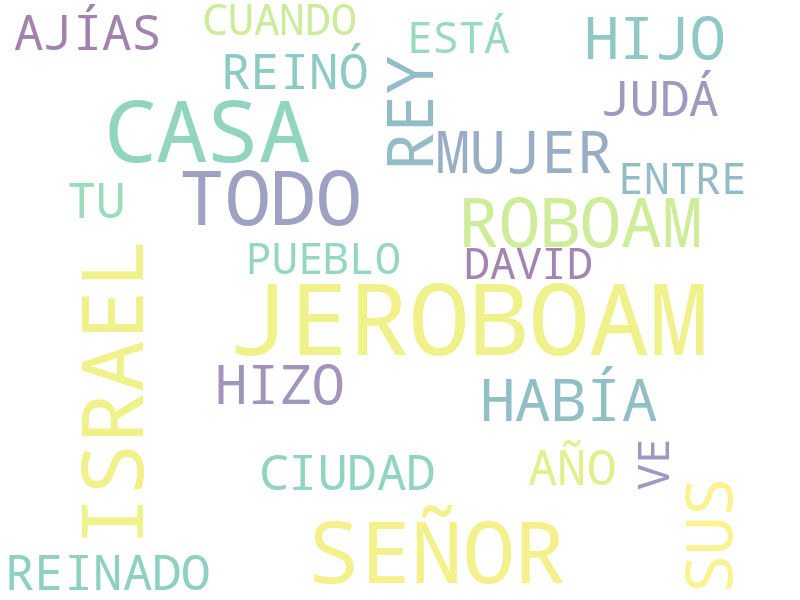 AJÍAS
CUANDO
ESTÁ
HIJO
REINÓ
REY
JUDÁ
CASA
MUJER
ENTRE
TU
TODO
ROBOAM
PUEBLO
DAVID
ISRAEL
JEROBOAM
HIZO
HABÍA
CIUDAD
AÑO
VE
SUS
SEÑOR
REINADO